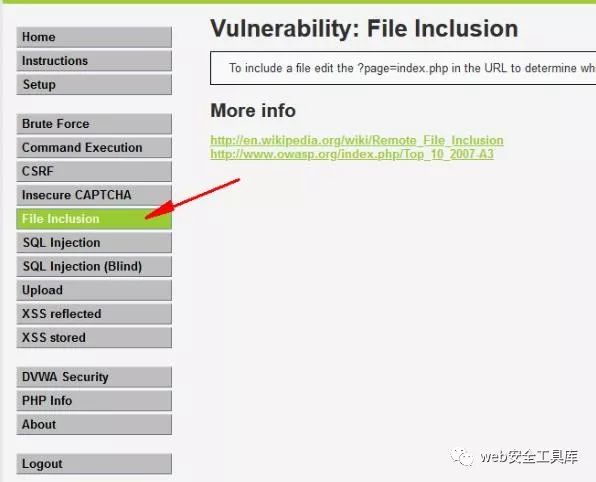 Home
Instructions
Setup
Brute Force
Command Execution
CSRF
Insecure CAPTCHA
File Inclusion
SQL Injection
SQL Injection (Blind)
Upload
XSS reflected
XSS stored
DVWA Security
PHP Info
About
Logout
Vulnerability: File Inclusion
To include a file edit the ?page=index.php in the URL to determine wh
More info
http://en.wikipedia.org/wiki/Remote_File_Inclusion
http://www.owasp.org/index.php/Top_10_2007-A3
web安全工具库